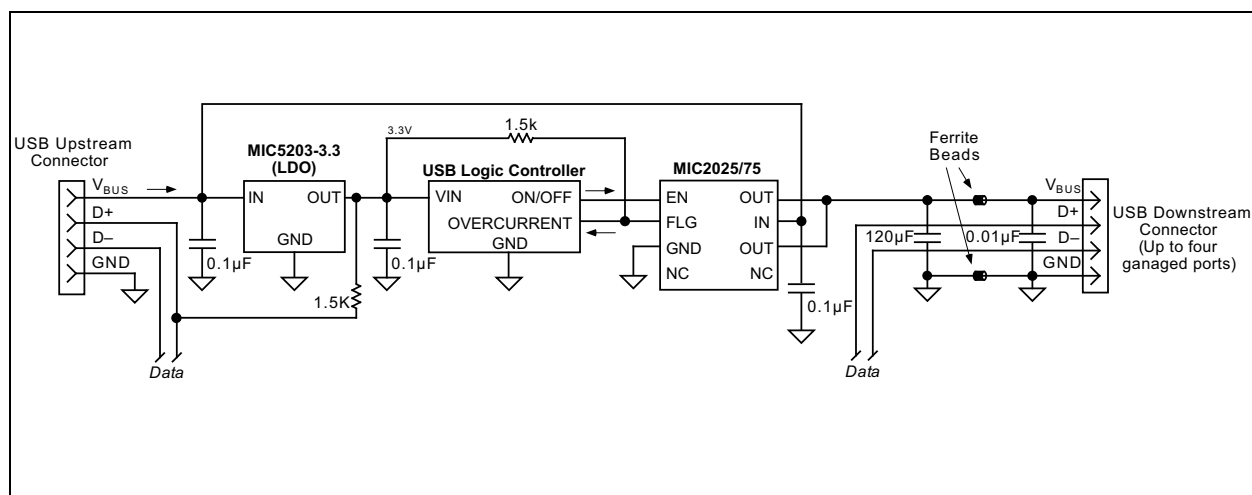 USB Upstream
Connector
VBUS
D+
D–
GND
0.1µF
Data
MIC5203-3.3
(LDO)
IN
OUT
GND
1.5K
3.3V
0.1µF
1.5k
USB Logic Controller
VIN
ON/OFF
OVERCURRENT
GND
MIC2025/75
EN
OUT
FLG
IN
GND
OUT
NC
NC
0.1µF
Ferrite
Beads
120µF
0.01µF
Data
VBUS
D+
D–
GND
USB Downstream
Connector
(Up to four
ganaged ports)